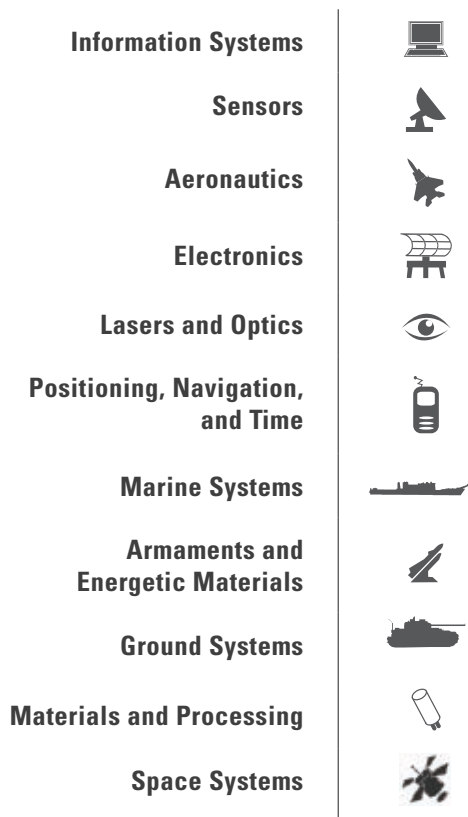 Information Systems
Sensors
Aeronautics
Electronics
Lasers and Optics
Positioning, Navigation,
and Time
Marine Systems
Armaments and
Energetic Materials
Ground Systems
Materials and Processing
Space Systems